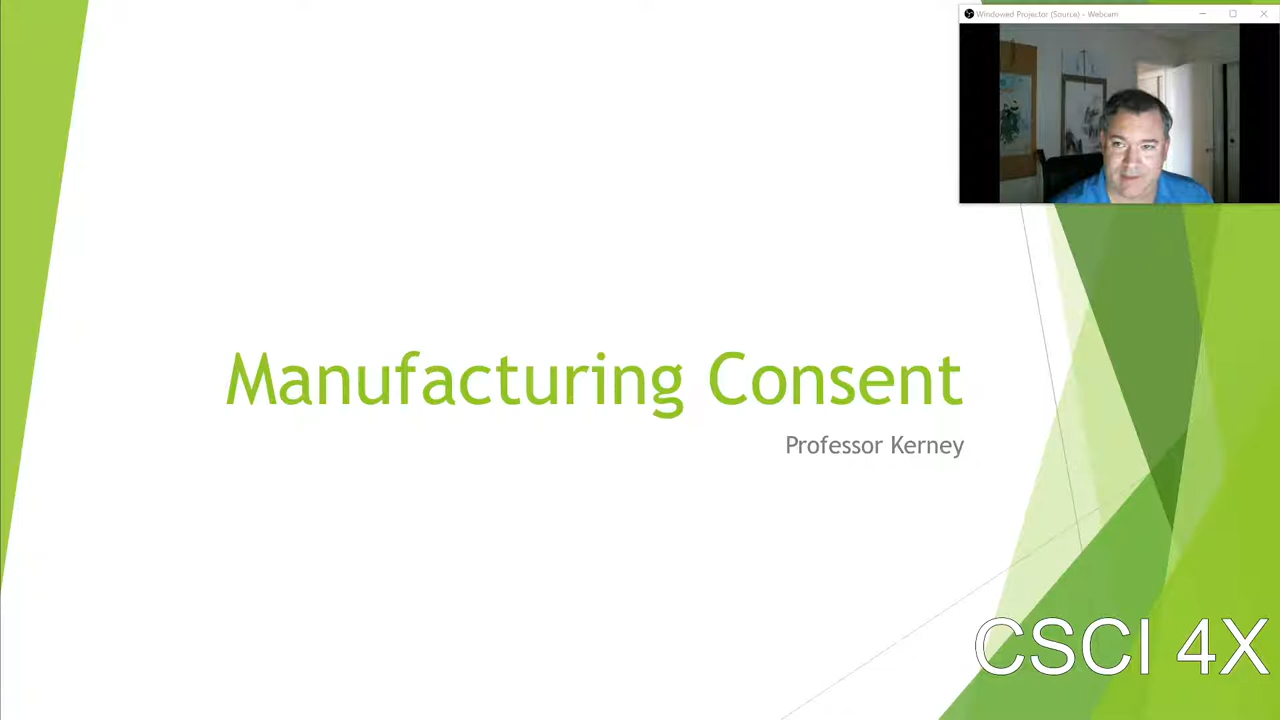 Windowed Projector (Source) - Webcam
Manufacturing Consent
Professor Kerney
CSCI 4X